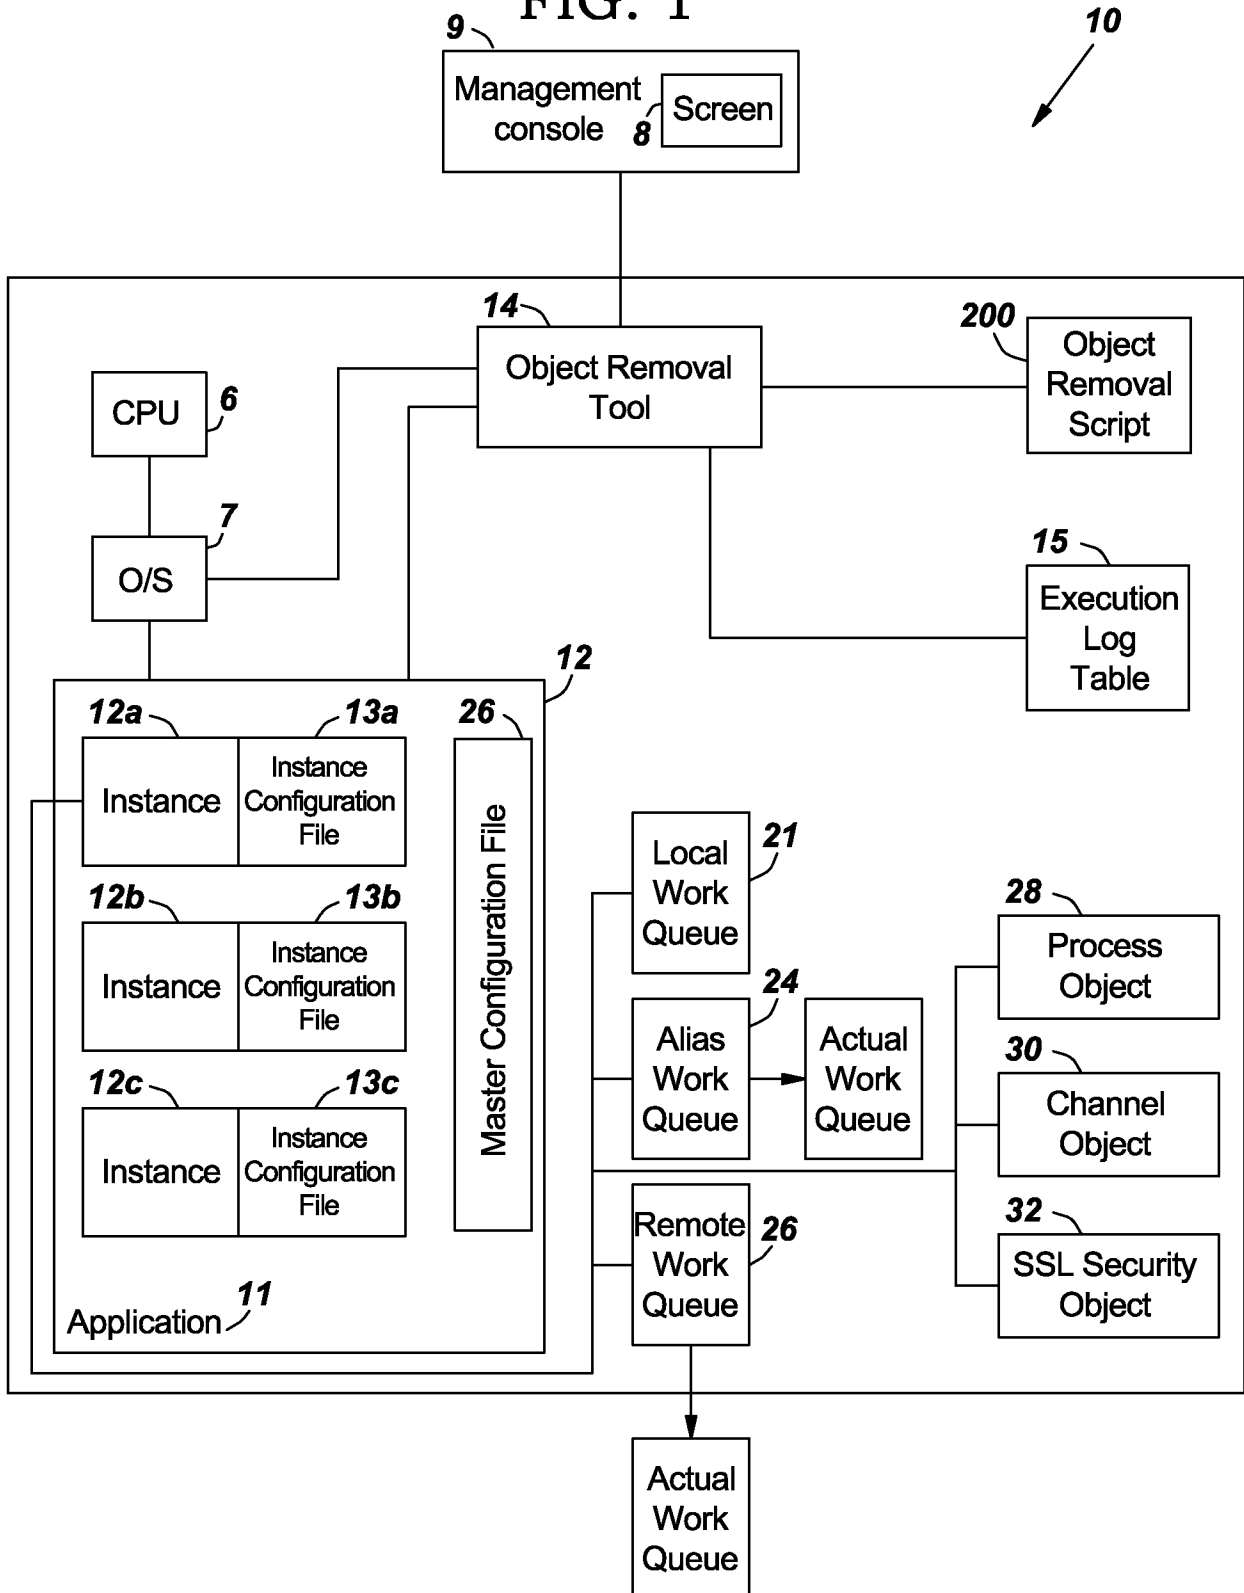 FIG. 1
9
10
Management
console
8
Screen
14
Object Removal
Tool
200
Object
Removal
Script
CPU
6
7
O/S
15
Execution
Log
Table
12
12a
13a
26
Instance
Instance
Configuration
File
12b
13b
Instance
Instance
Configuration
File
12c
13c
Instance
Instance
Configuration
File
Master Configuration File
Application
11
Local
Work
Queue
21
Alias
Work
Queue
24
Actual
Work
Queue
Remote
Work
Queue
26
28
Process
Object
30
Channel
Object
32
SSL Security
Object
Actual
Work
Queue